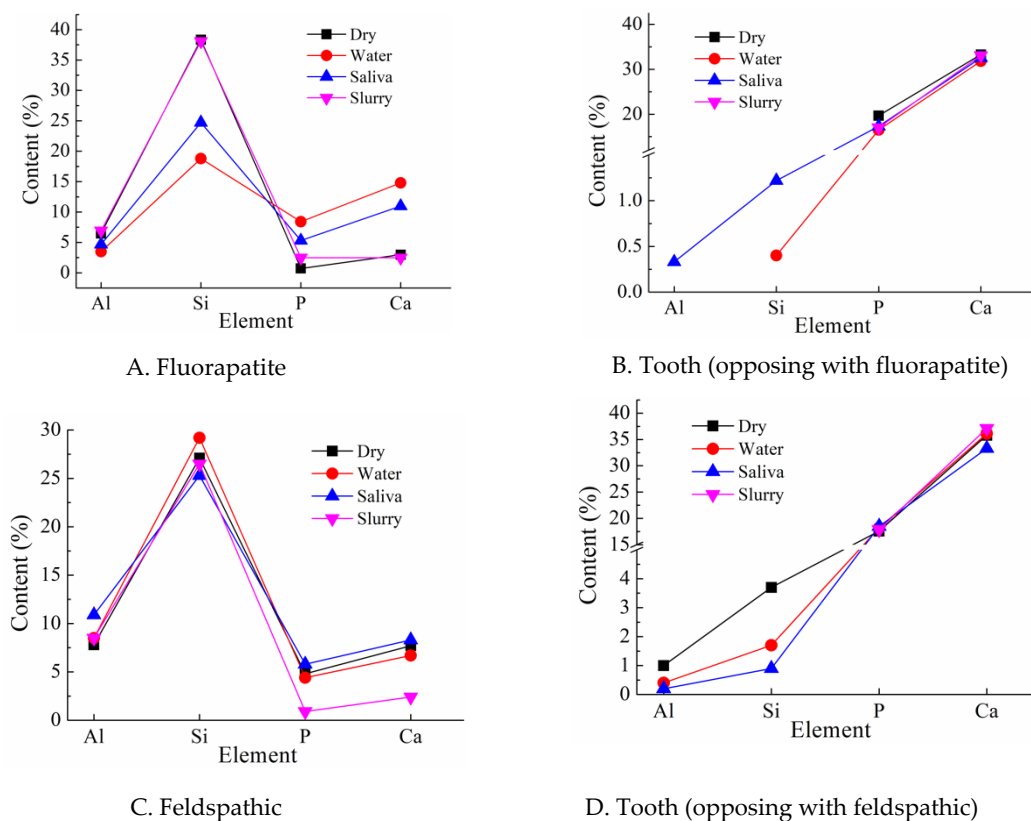 40
35
30
25
20
15
10
5
0
Content (%)
Dry
Water
Saliva
Slurry
Al Si P Ca
Element
A. Fluorapatite
40
30
20
1.0
0.5
0.0
Content (%)
Dry
Water
Saliva
Slurry
Al Si P Ca
Element
B. Tooth (opposing with fluorapatite)
30
25
20
15
10
5
0
Content (%)
Dry
Water
Saliva
Slurry
Al Si P Ca
Element
C. Feldspathic
40
35
30
25
20
15
4
3
2
1
0
Content (%)
Dry
Water
Saliva
Slurry
Al Si P Ca
Element
D. Tooth (opposing with feldspathic)